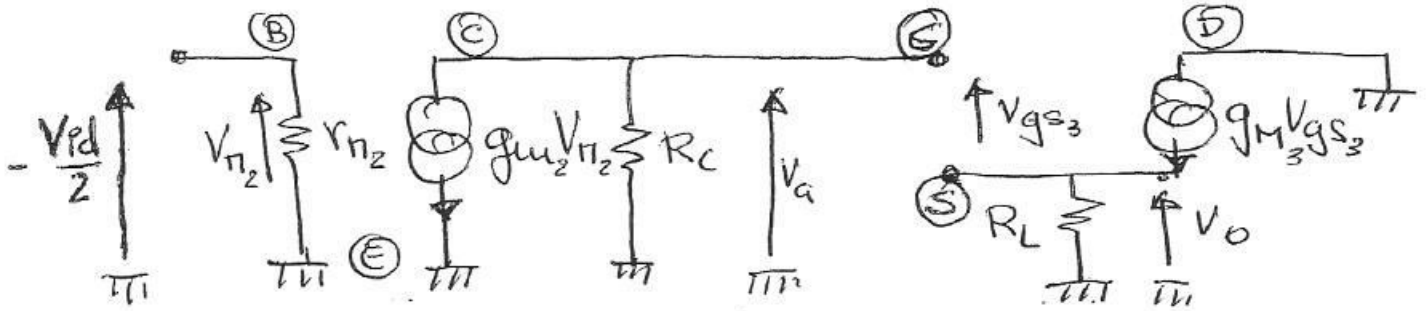 B C G D
- Vid/2 Vπ2 rπ2 gm2Vπ2 RC Va Vgs3 gM3Vgs3
E S RL VO